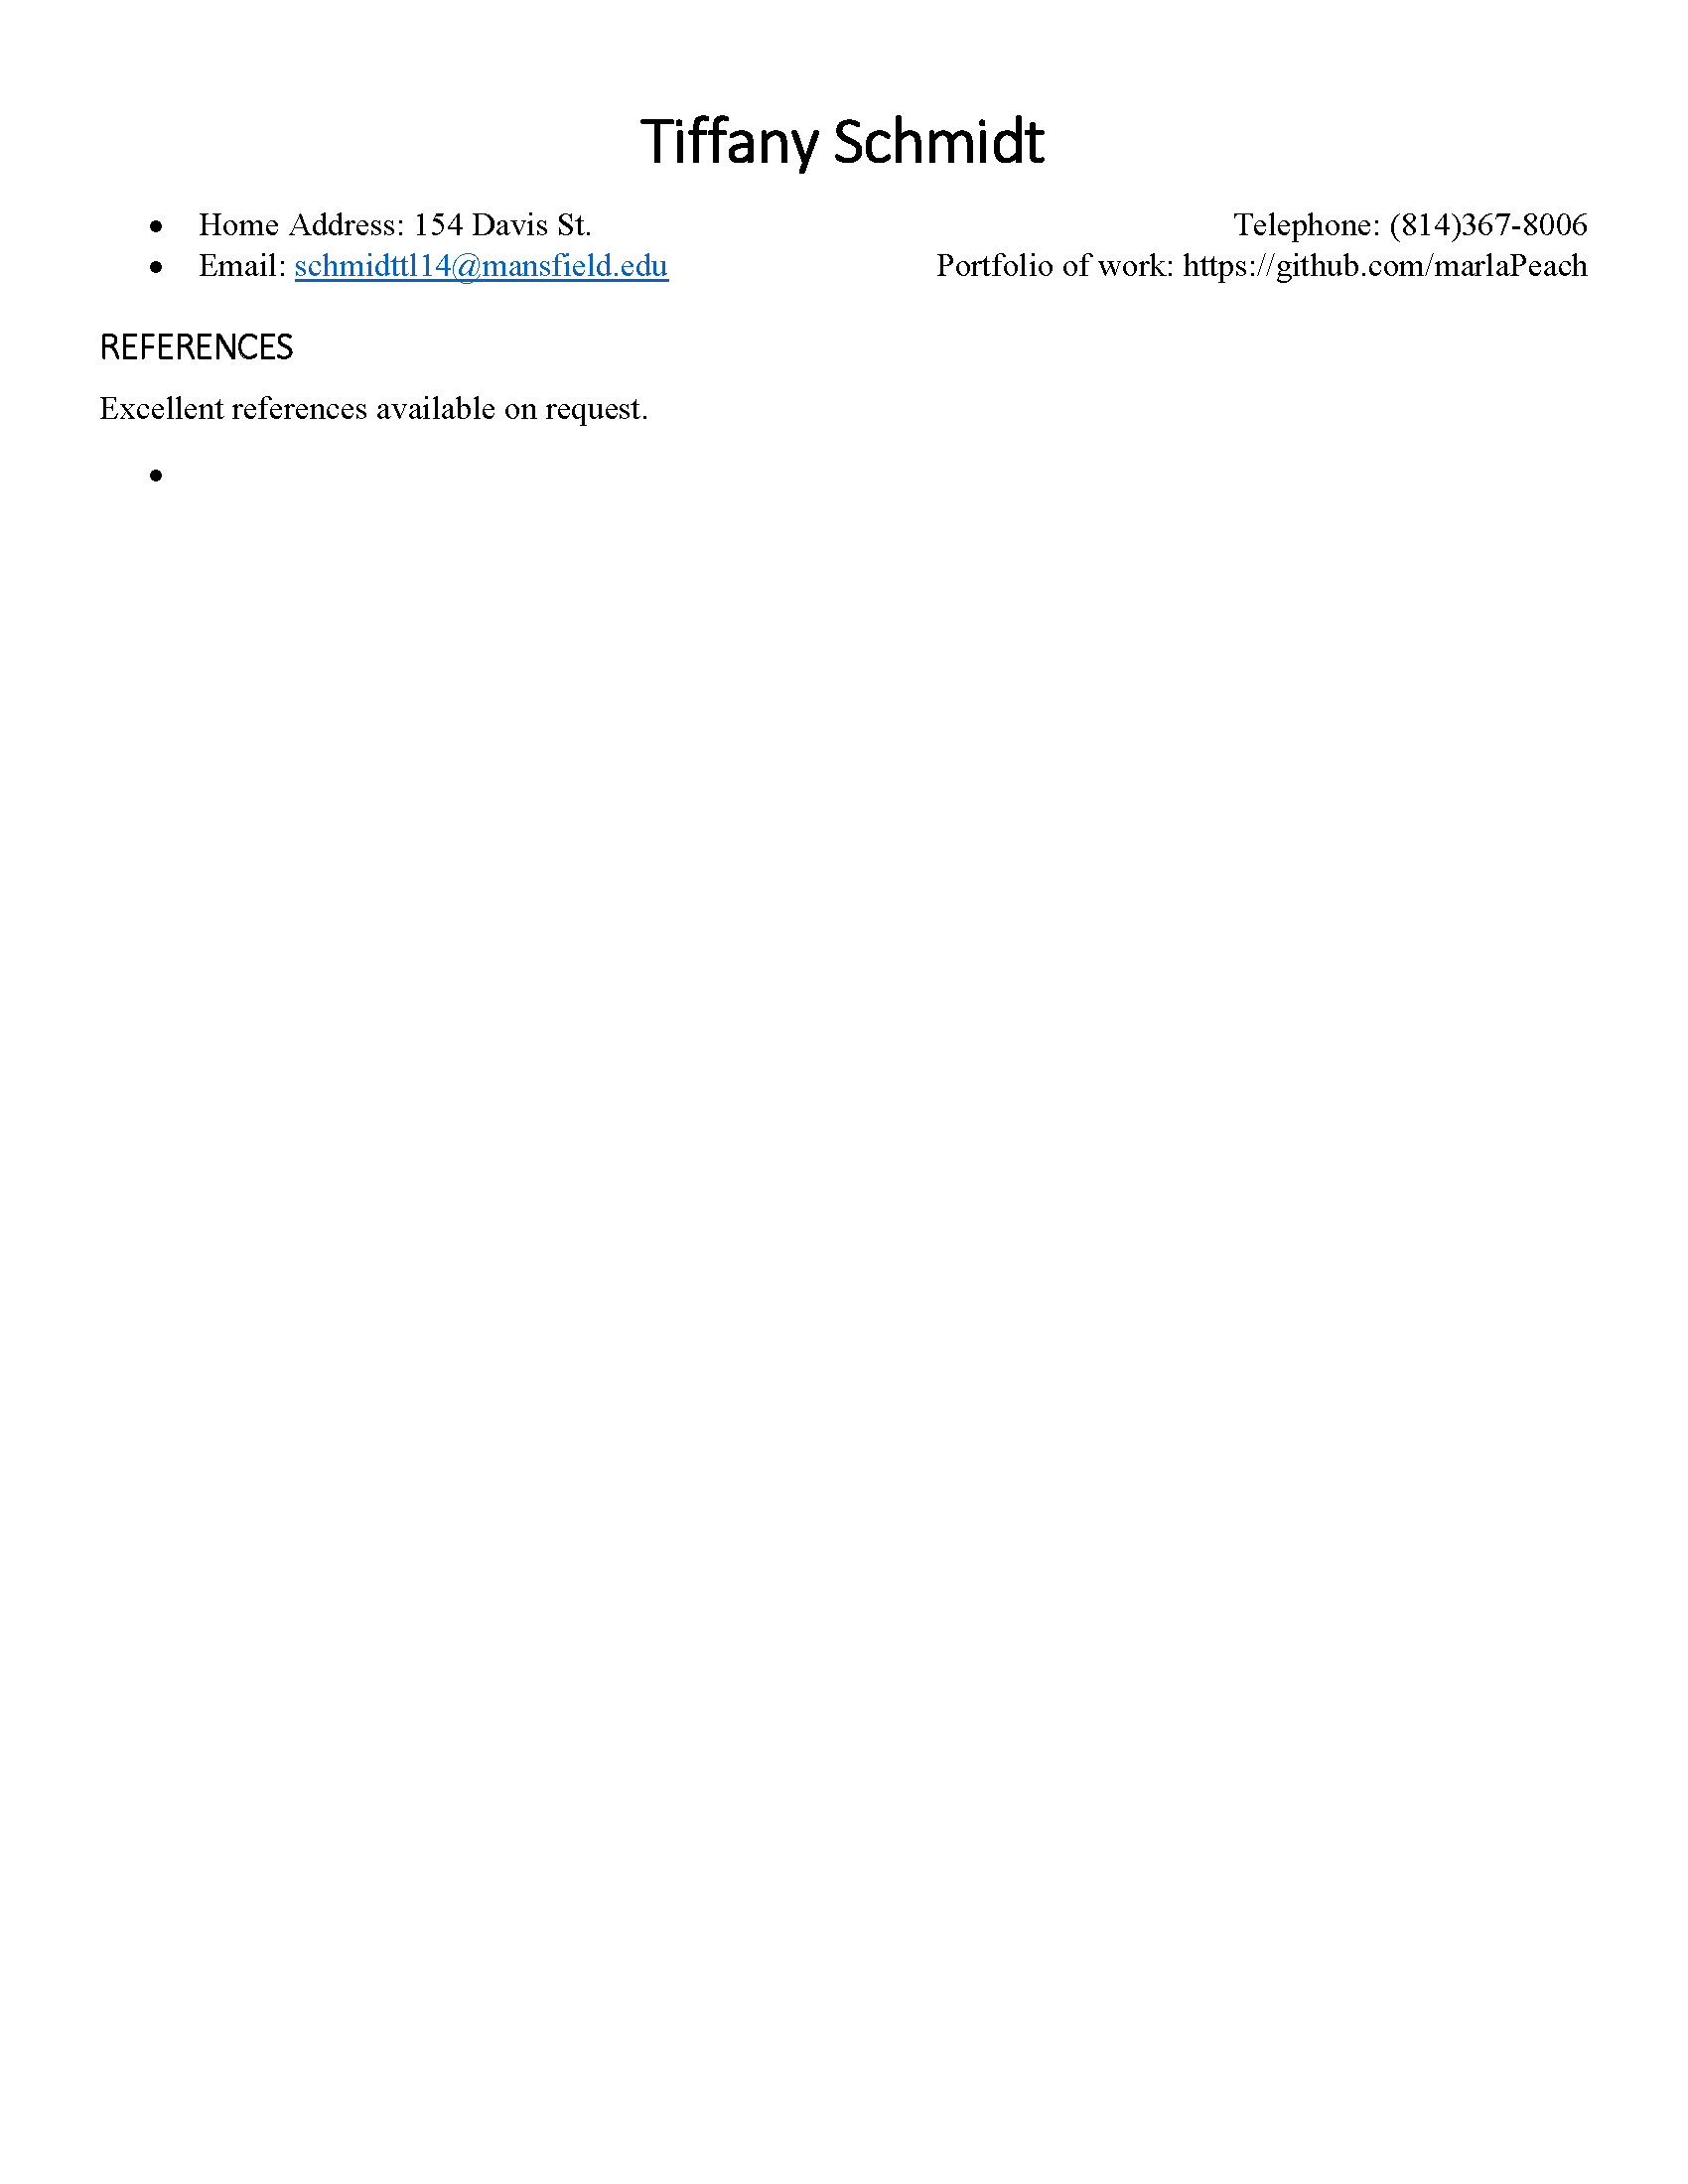 Tiffany Schmidt
• Home Address: 154 Davis St. Telephone: (814)367-8006
• Email: schmidttl14@mansfield.edu Portfolio of work: https://github.com/marlaPeach
REFERENCES
Excellent references available on request.
•